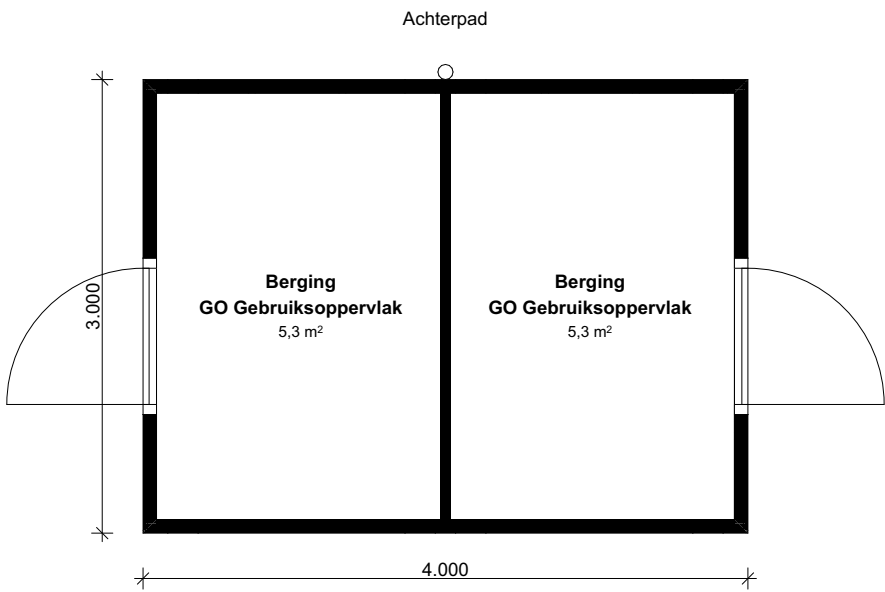 Achterpad
3.000
Berging
GO Gebruiksoppervlak
5,3 m²
Berging
GO Gebruiksoppervlak
5,3 m²
4.000